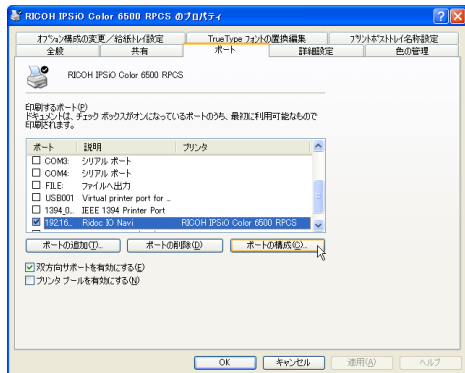 RICOH IPSiO Color 6500 RPCS のプロパティ
オプション構成の変更/給紙トレイ設定 TrueType フォントの置換編集 プリンタポストトレイ名称設定
全般 共有 ポート 詳細設定 色の管理
RICOH IPSiO Color 6500 RPCS
印刷するポート(P)
ドキュメントは、チェック ボックスがオンになっているポートのうち、最初に利用可能なもので
印刷されます。
ポート 説明 プリンタ
COM3: シリアル ポート
COM4: シリアル ポート
FILE: ファイルへ出力
USB001 Virtual printer port for ...
1394_0... IEEE 1394 Printer Port
192.16... Ridoc IO Navi RICOH IPSiO Color 6500 RPCS
ポートの追加(T)... ポートの削除(D) ポートの構成(C)...
双方向サポートを有効にする(E)
プリンタ プールを有効にする(N)
OK キャンセル 適用(A) ヘルプ